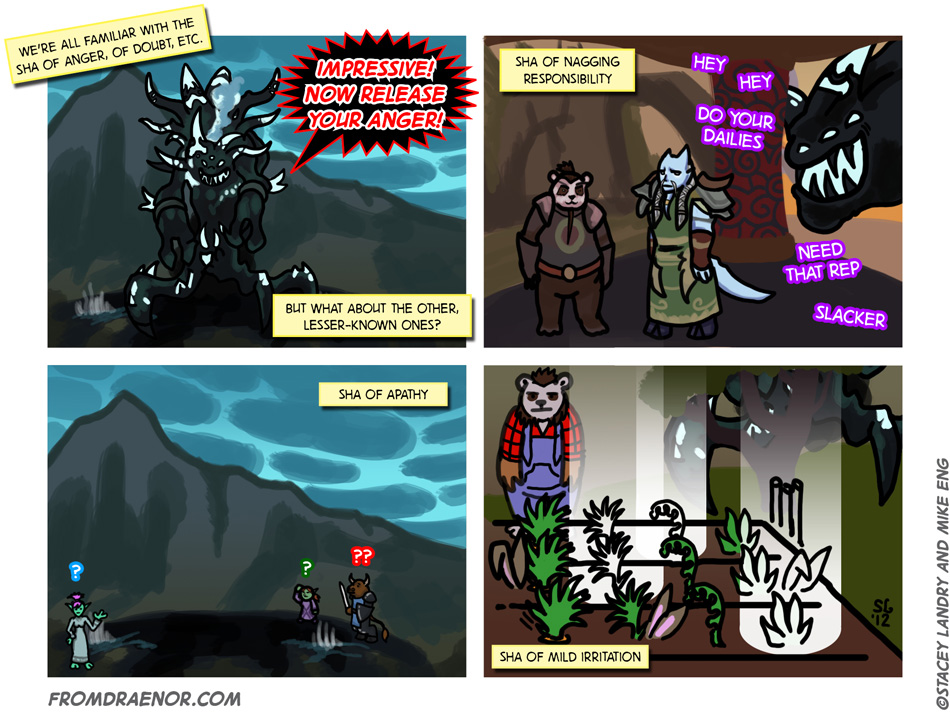 WE'RE ALL FAMILIAR WITH THE
SHA OF ANGER, OF DOUBT, ETC.
IMPRESSIVE!
NOW RELEASE
YOUR ANGER!
BUT WHAT ABOUT THE OTHER,
LESSER-KNOWN ONES?
SHA OF NAGGING
RESPONSIBILITY
HEY
HEY
DO YOUR
DAILIES
NEED
THAT REP
SLACKER
SHA OF APATHY
?
?
??
SHA OF MILD IRRITATION
SG
'12
FROMDRAENOR.COM
©STACEY LANDRY AND MIKE ENG